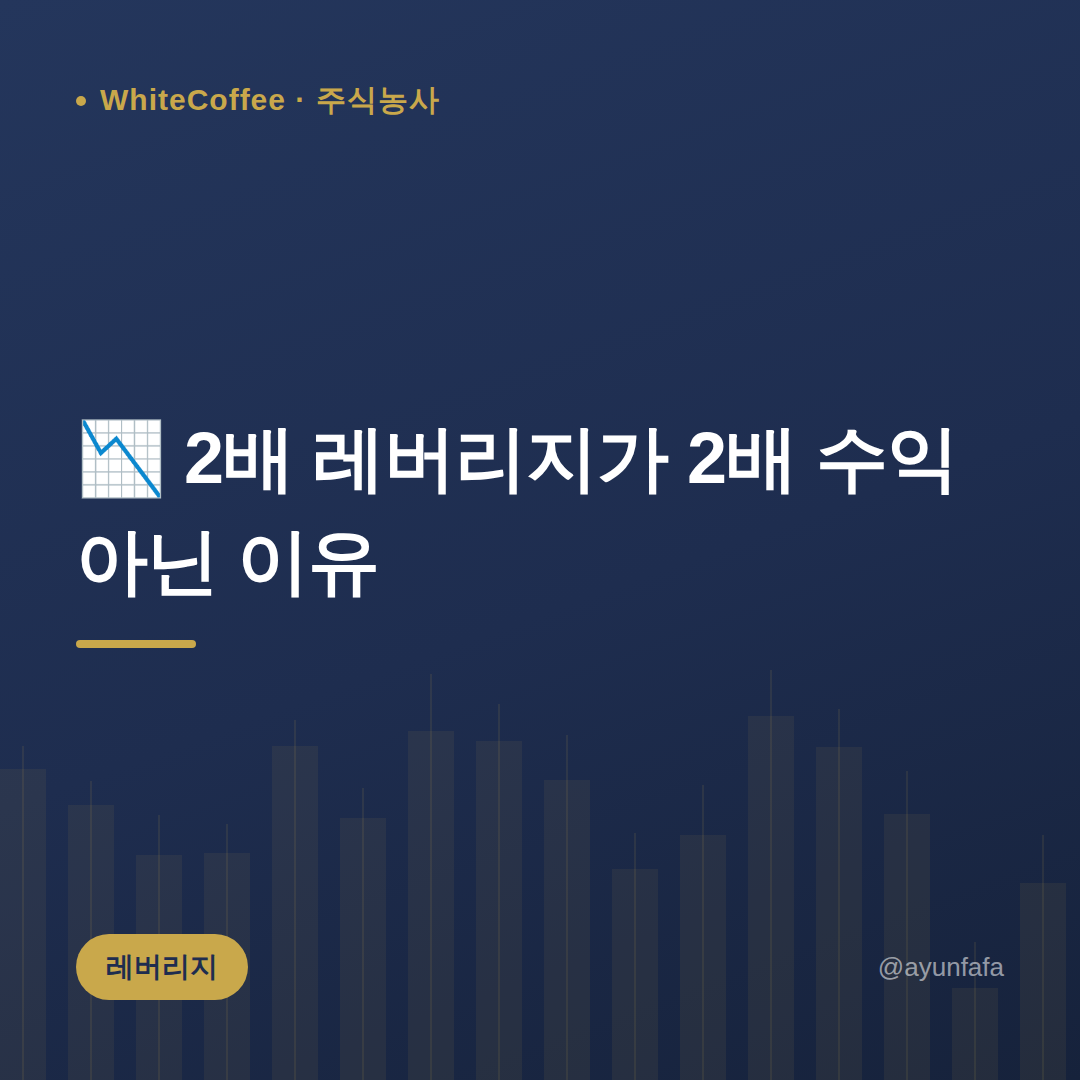 • WhiteCoffee · 주식농사
📉 2배 레버리지가 2배 수익
아닌 이유
레버리지
@ayunfafa